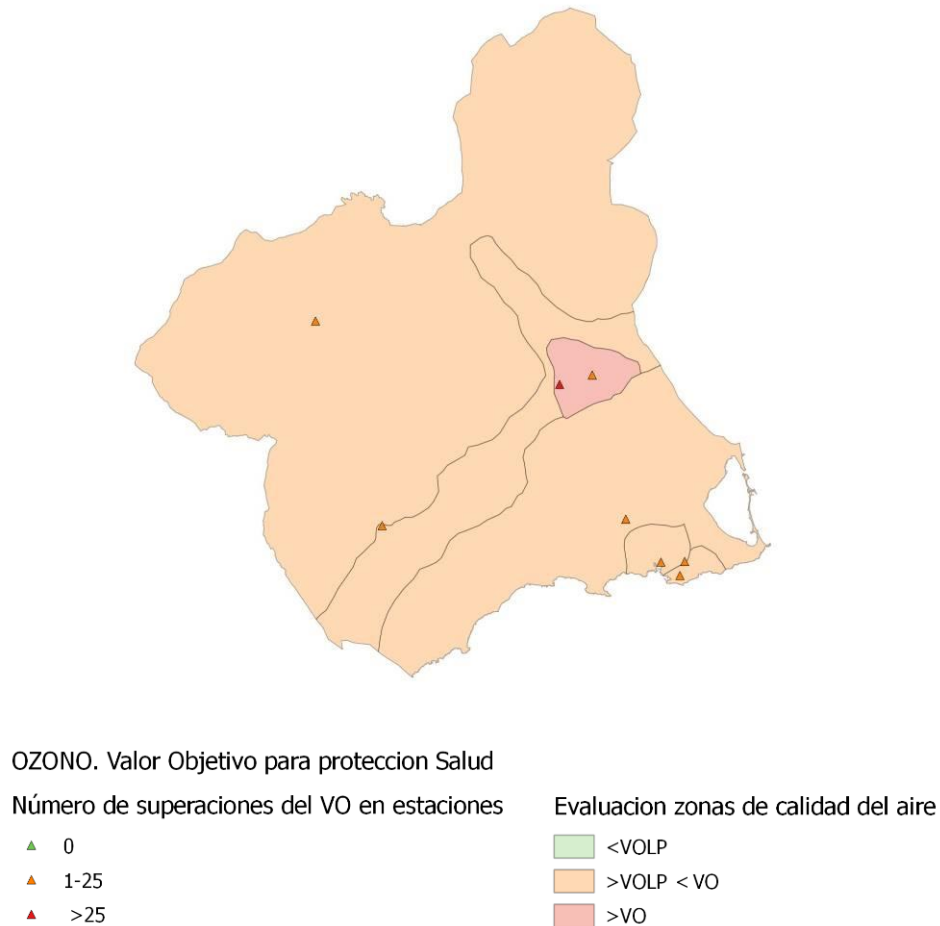 OZONO. Valor Objetivo para proteccion Salud
Número de superaciones del VO en estaciones
0
1-25
>25
Evaluacion zonas de calidad del aire
<VOLP
>VOLP < VO
>VO